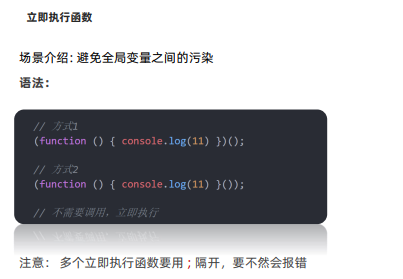 立即执行函数
场景介绍：避免全局变量之间的污染
语法：
// 方式1
(function () { console.log(11) })();
// 方式2
(function () { console.log(11) }());
// 不需要调用，立即执行
注意： 多个立即执行函数要用 ; 隔开，要不然会报错